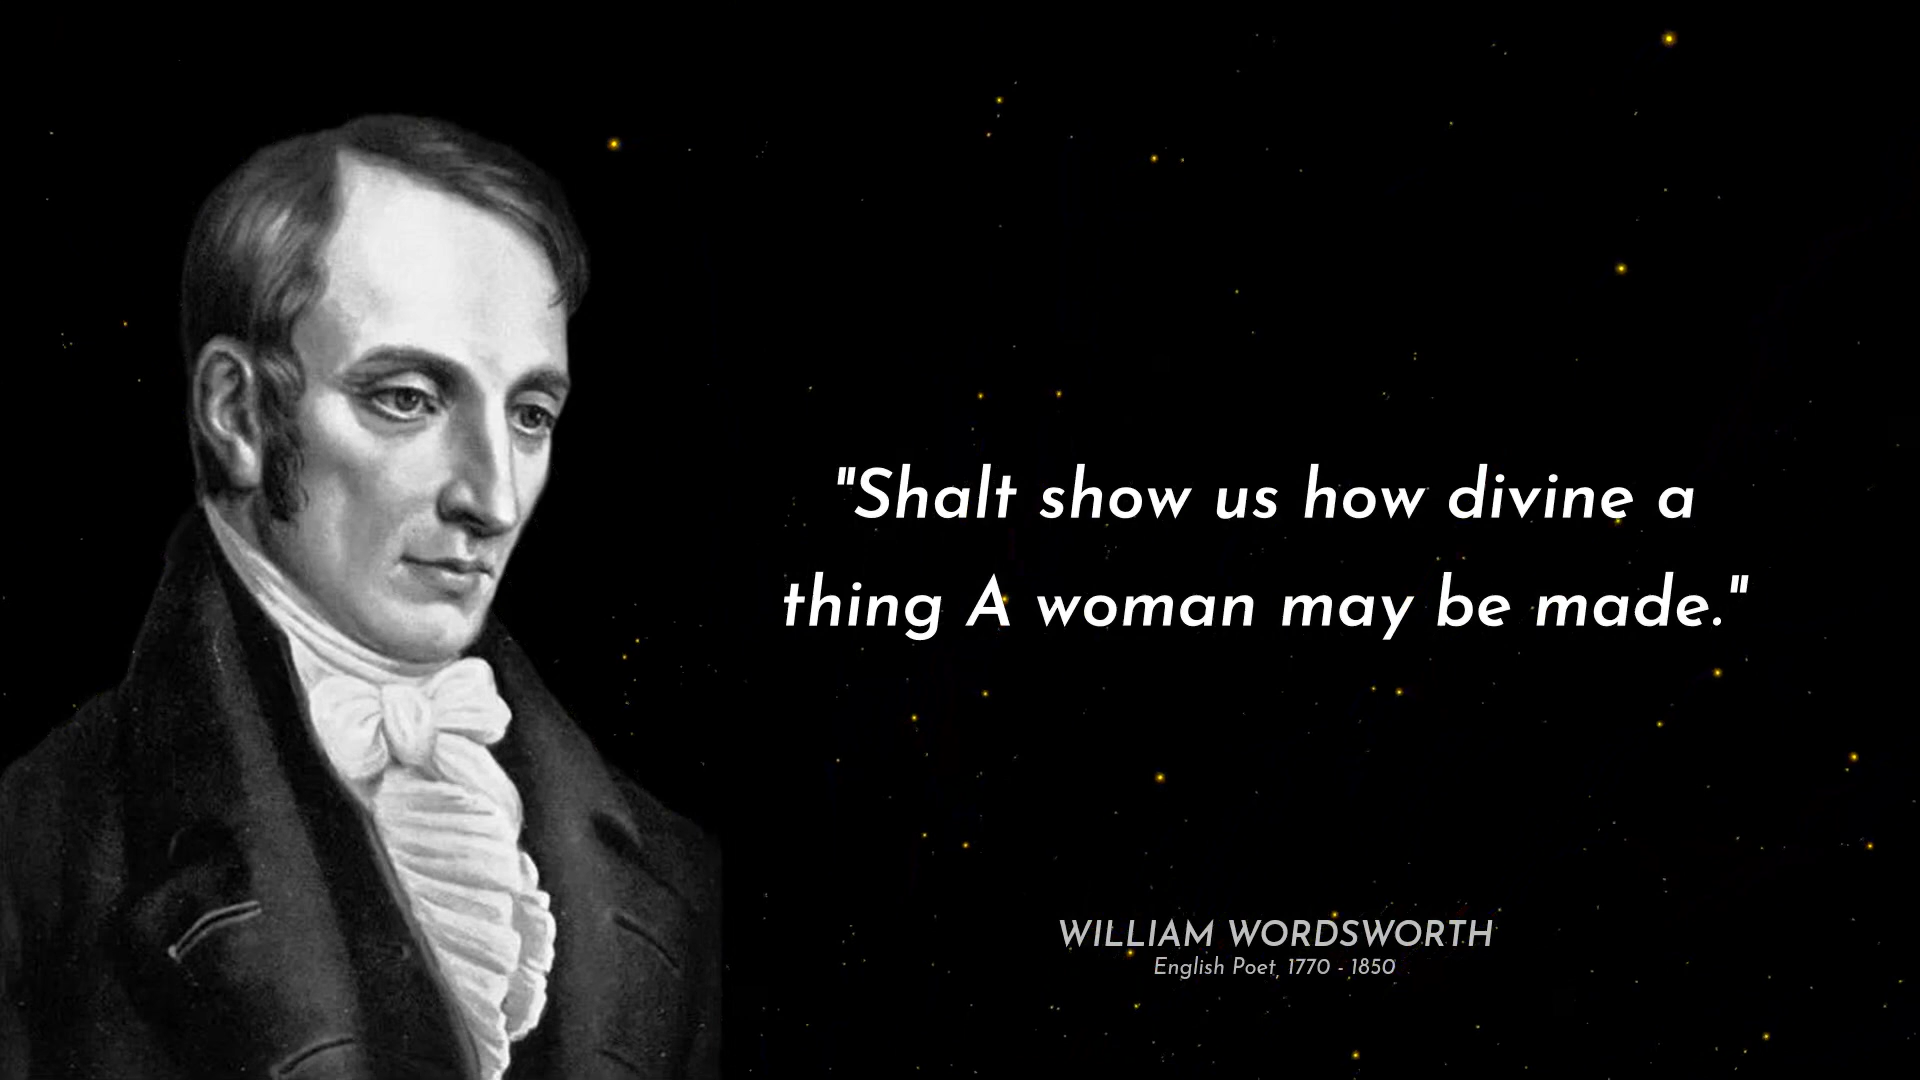 "Shalt show us how divine a
thing A woman may be made."
WILLIAM WORDSWORTH
English Poet, 1770 - 1850